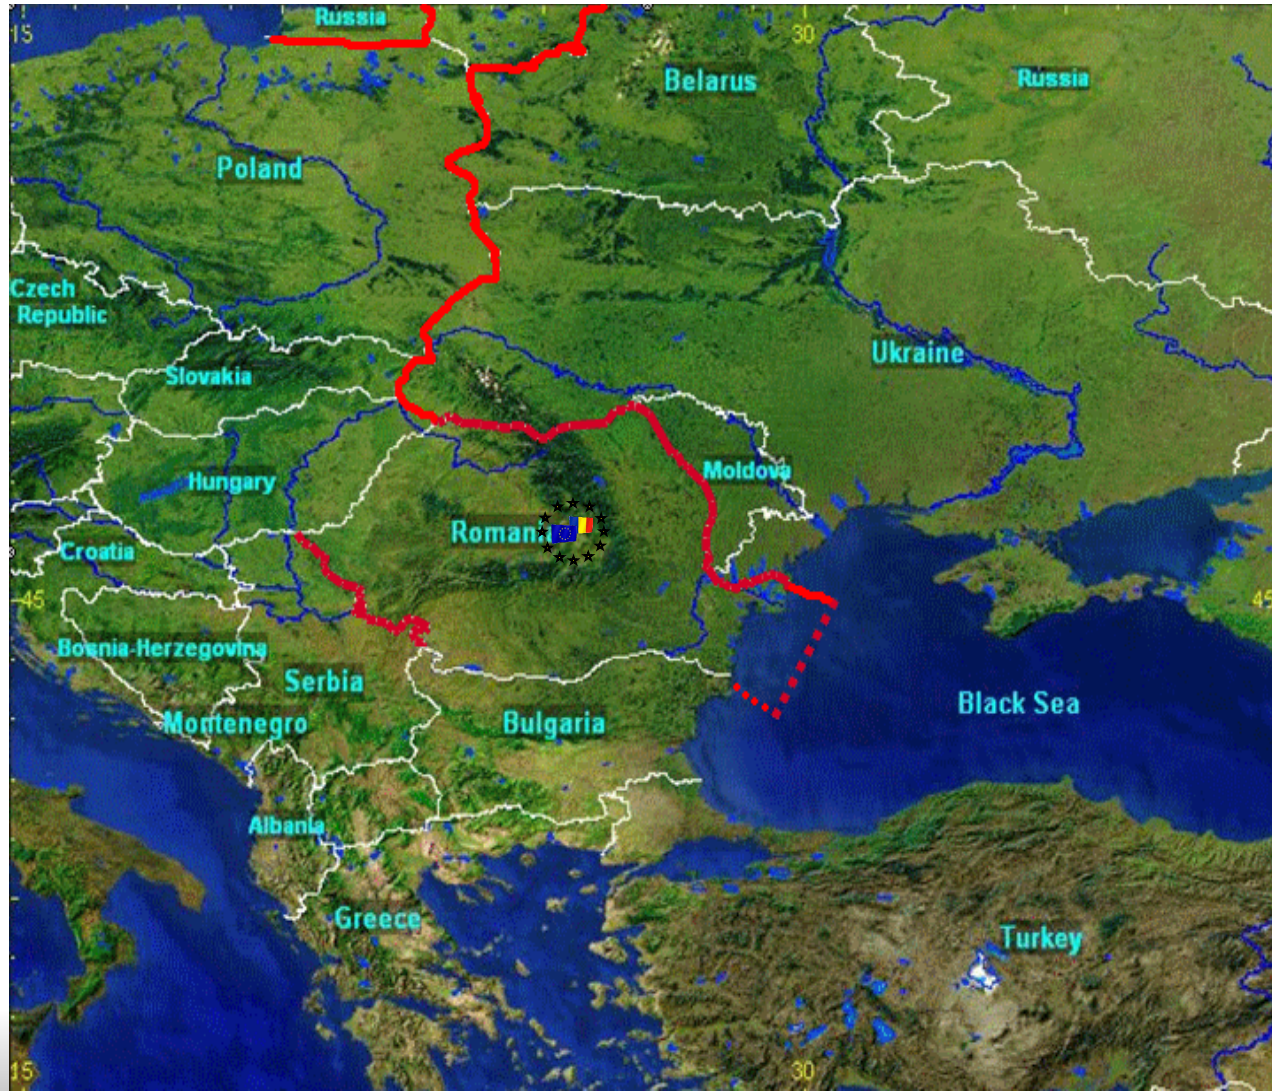 Russia
15
30
Belarus
Russia
Poland
Czech
Republic
Ukraine
Slovakia
Moldova
Hungary
Roman
Croatia
45
45
Bosnia-Herzegovina
Serbia
Black Sea
Montenegro
Bulgaria
Albania
Greece
Turkey
15
30